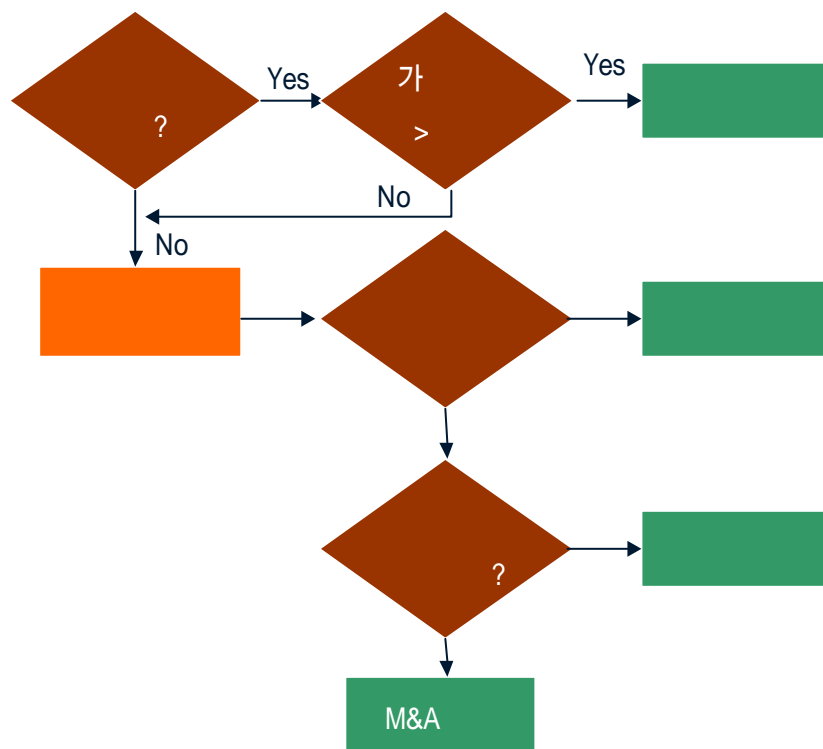 Yes
가
Yes
?
>
No
No
?
M&A